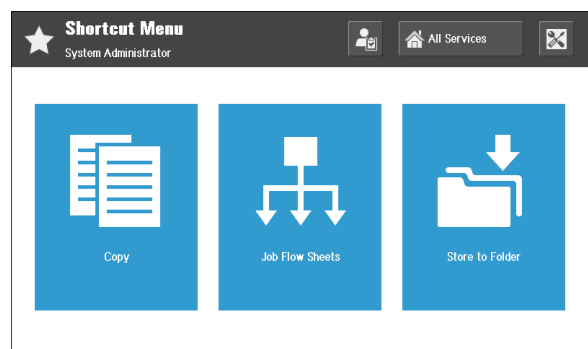 Shortcut Menu
System Administrator
All Services
Copy
Job Flow Sheets
Store to Folder